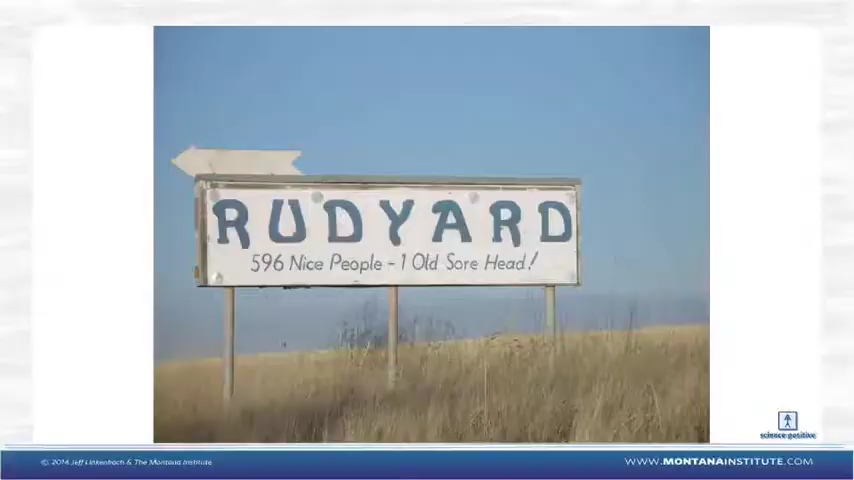 RUDYARD
596 Nice People - 1 Old Sore Head!
science positive
© 2014 Jeff Linkenbach & The Montana Institute
WWW.MONTANAINSTITUTE.COM